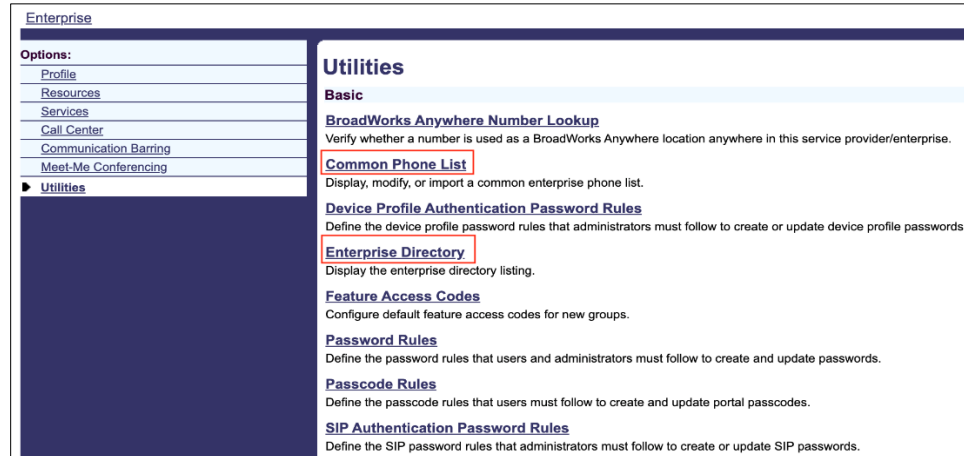 Enterprise
Options:
Profile
Resources
Services
Call Center
Communication Barring
Meet-Me Conferencing
Utilities
Utilities
Basic
BroadWorks Anywhere Number Lookup
Verify whether a number is used as a BroadWorks Anywhere location anywhere in this service provider/enterprise.
Common Phone List
Display, modify, or import a common enterprise phone list.
Device Profile Authentication Password Rules
Define the device profile password rules that administrators must follow to create or update device profile passwords
Enterprise Directory
Display the enterprise directory listing.
Feature Access Codes
Configure default feature access codes for new groups.
Password Rules
Define the password rules that users and administrators must follow to create and update passwords.
Passcode Rules
Define the passcode rules that users must follow to create and update portal passcodes.
SIP Authentication Password Rules
Define the SIP password rules that administrators must follow to create or update SIP passwords.